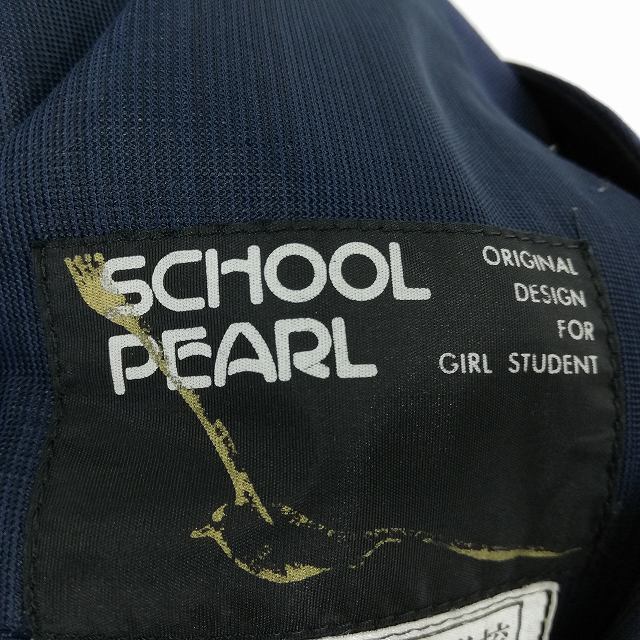 SCHOOL
PEARL
ORIGINAL
DESIGN
FOR
GIRL STUDENT